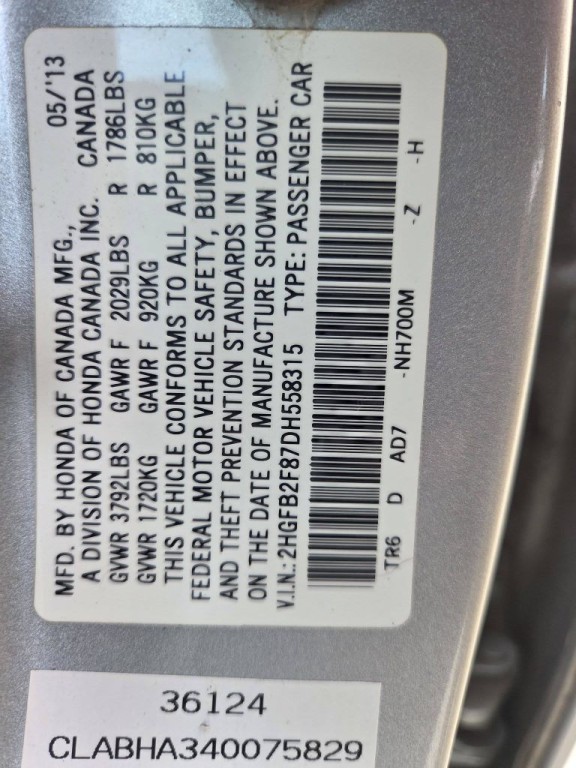 MFD. BY HONDA OF CANADA MFG., 05/'13
A DIVISION OF HONDA CANADA INC. CANADA
GVWR 3792LBS GAWR F 2029LBS R 1786LBS
GVWR 1720KG GAWR F 920KG R 810KG
THIS VEHICLE CONFORMS TO ALL APPLICABLE
FEDERAL MOTOR VEHICLE SAFETY, BUMPER,
AND THEFT PREVENTION STANDARDS IN EFFECT
ON THE DATE OF MANUFACTURE SHOWN ABOVE.
V.I.N.: 2HGFB2F87DH558315 TYPE: PASSENGER CAR
TR6 D AD7 -NH700M -Z -H
36124
CLABHA340075829